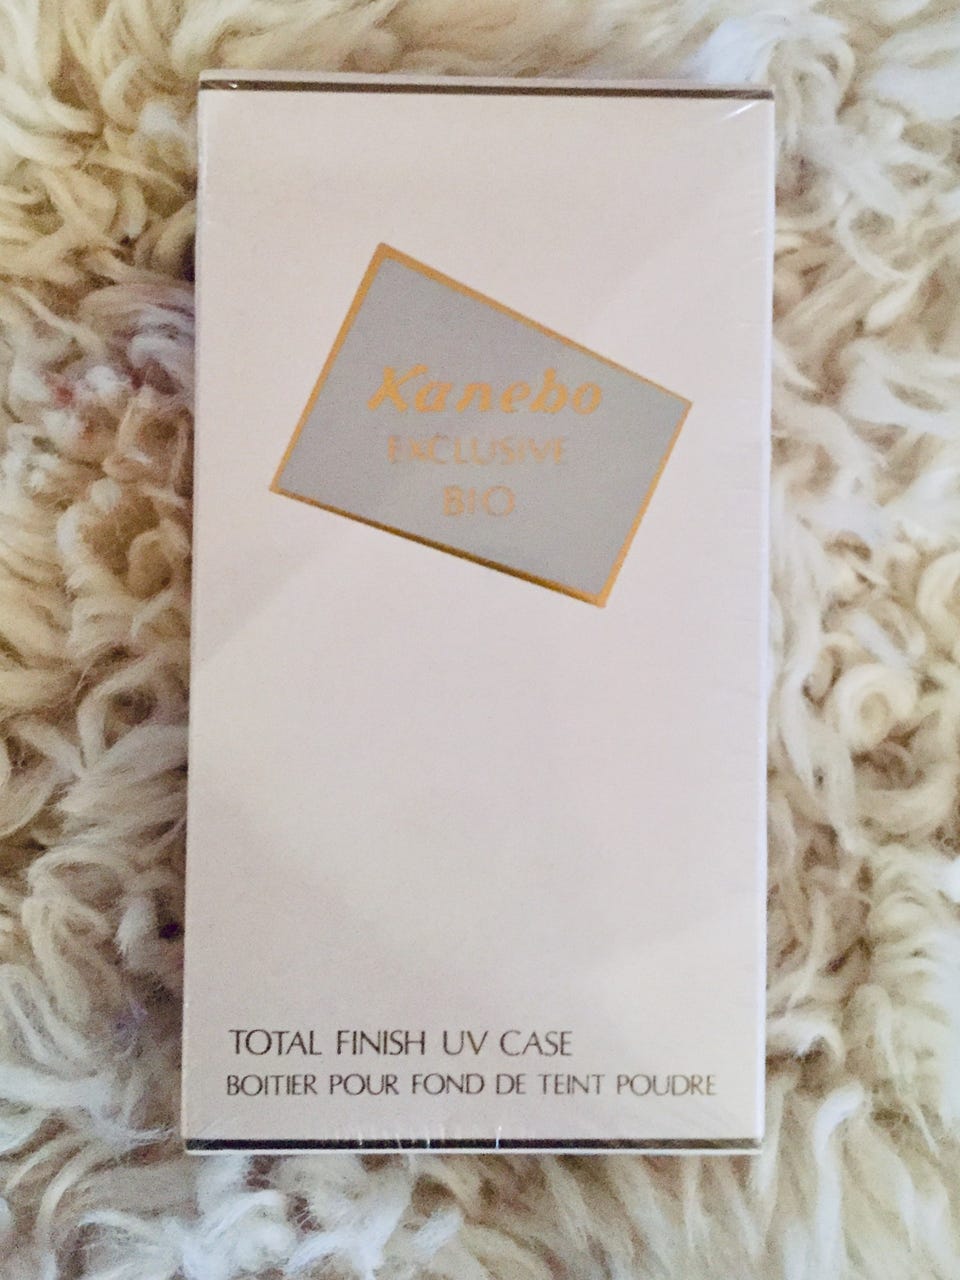 Kanebo
EXCLUSIVE
BIO
TOTAL FINISH UV CASE
BOITIER POUR FOND DE TEINT POUDRE